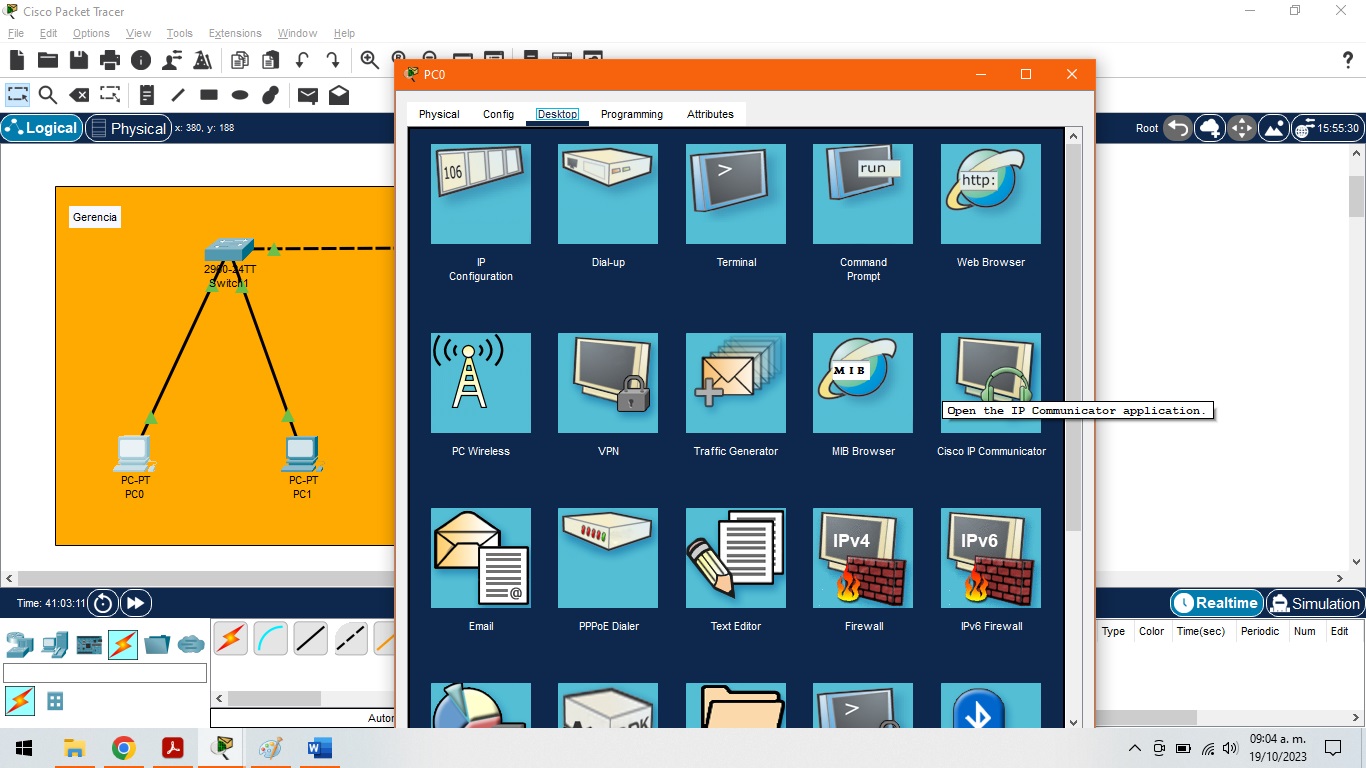 Cisco Packet Tracer
File Edit Options View Tools Extensions Window Help
PC0
Physical Config Desktop Programming Attributes
Logical Physical x: 380, y: 188
Root 15:55:30
Gerencia
2960-24TT
Switch1
PC-PT
PC0
PC-PT
PC1
106
>
run
http:
IP
Configuration
Dial-up
Terminal
Command
Prompt
Web Browser
MIB
Open the IP Communicator application.
PC Wireless
VPN
Traffic Generator
MIB Browser
Cisco IP Communicator
@
IPv4
IPv6
Email
PPPoE Dialer
Text Editor
Firewall
IPv6 Firewall
>
Time: 41:03:11
Realtime Simulation
Type Color Time(sec) Periodic Num Edit
09:04 a. m.
19/10/2023